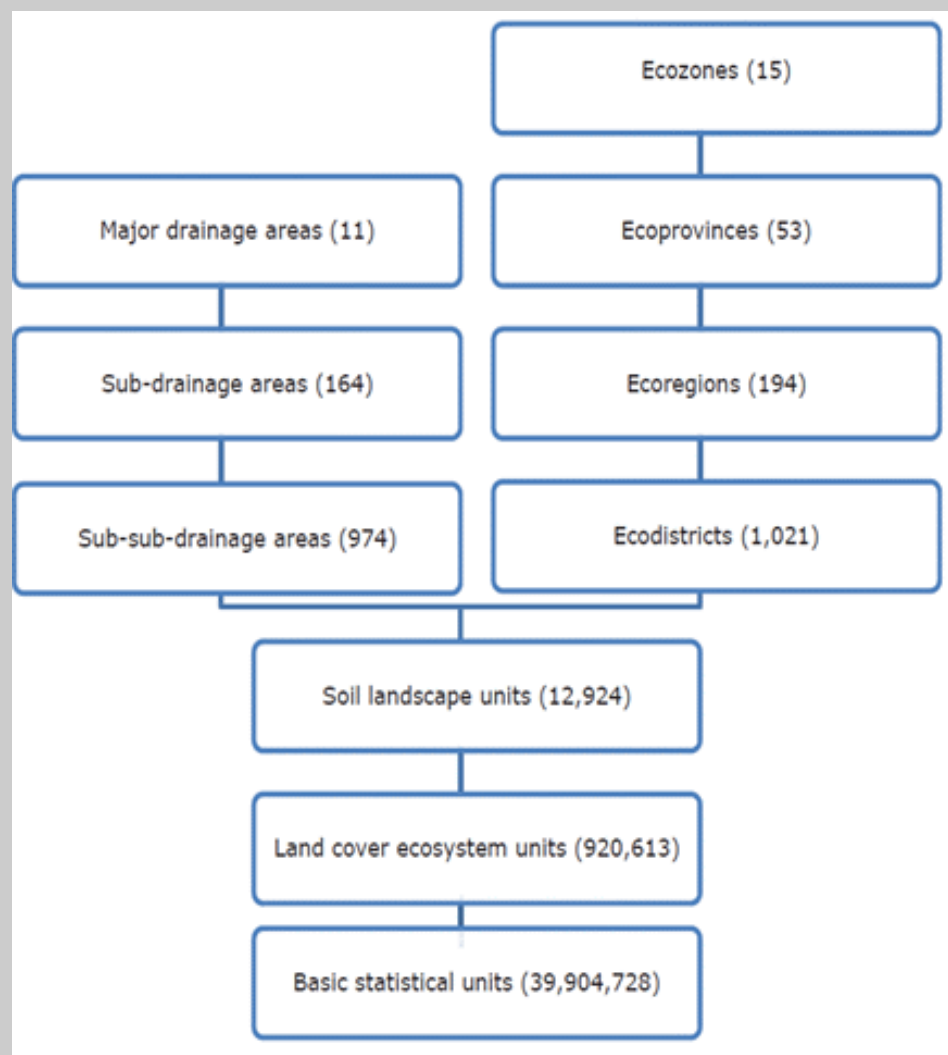 Ecozones (15)
Major drainage areas (11)
Ecoprovinces (53)
Sub-drainage areas (164)
Ecoregions (194)
Sub-sub-drainage areas (974)
Ecodistricts (1,021)
Soil landscape units (12,924)
Land cover ecosystem units (920,613)
Basic statistical units (39,904,728)